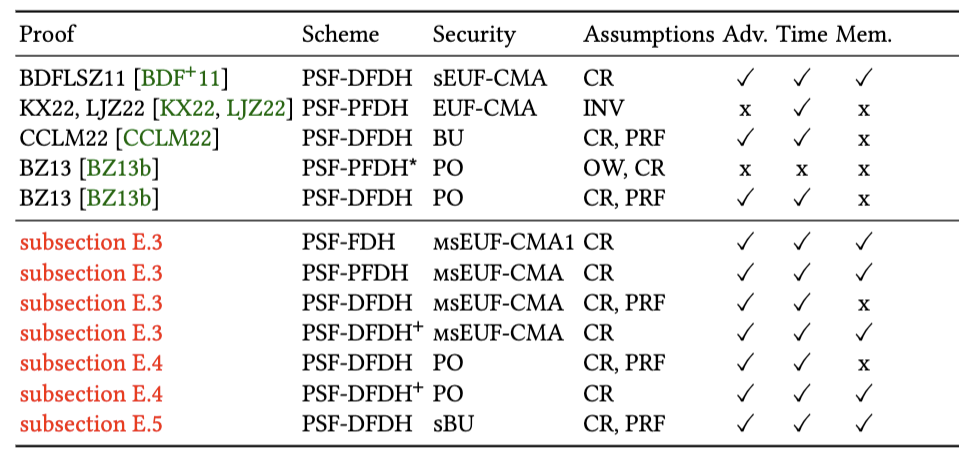 Proof Scheme Security Assumptions Adv. Time Mem.
BDFLSZ11 [BDF+11] PSF-DFDH sEUF-CMA CR ✓ ✓ ✓
KX22, LJZ22 [KX22, LJZ22] PSF-PFDH EUF-CMA INV x ✓ x
CCLM22 [CCLM22] PSF-DFDH BU CR, PRF ✓ ✓ x
BZ13 [BZ13b] PSF-PFDH* PO OW, CR x x x
BZ13 [BZ13b] PSF-DFDH PO CR, PRF ✓ ✓ x
subsection E.3 PSF-FDH MSEUF-CMA1 CR ✓ ✓ ✓
subsection E.3 PSF-PFDH MSEUF-CMA CR ✓ ✓ ✓
subsection E.3 PSF-DFDH MSEUF-CMA CR, PRF ✓ ✓ x
subsection E.3 PSF-DFDH+ MSEUF-CMA CR ✓ ✓ ✓
subsection E.4 PSF-DFDH PO CR, PRF ✓ ✓ x
subsection E.4 PSF-DFDH+ PO CR ✓ ✓ ✓
subsection E.5 PSF-DFDH sBU CR, PRF ✓ ✓ ✓